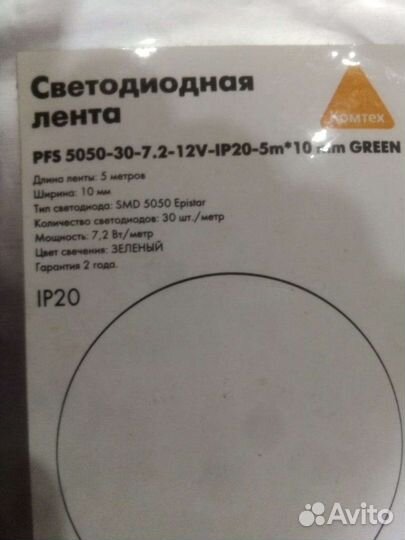 Светодиодная
лента
Комтех
PFS 5050-30-7.2-12V-IP20-5m*10 mm GREEN
Длина ленты: 5 метров
Ширина: 10 мм
Тип светодиода: SMD 5050 Epistar
Количество светодиодов: 30 шт./метр
Мощность: 7,2 Вт/метр
Цвет свечения: ЗЕЛЕНЫЙ
Гарантия 2 года.
IP20
Avito